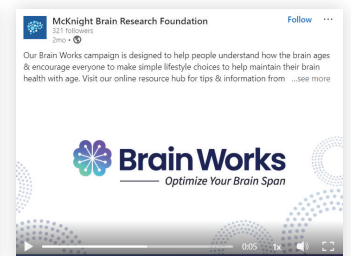 McKnight Brain Research Foundation
Follow ...
321 followers
2mo •
Our Brain Works campaign is designed to help people understand how the brain ages
& encourage everyone to make simple lifestyle choices to help maintain their brain
health with age. Visit our online resource hub for tips & information from ...see more
Brain Works
Optimize Your Brain Span
0:05 1x